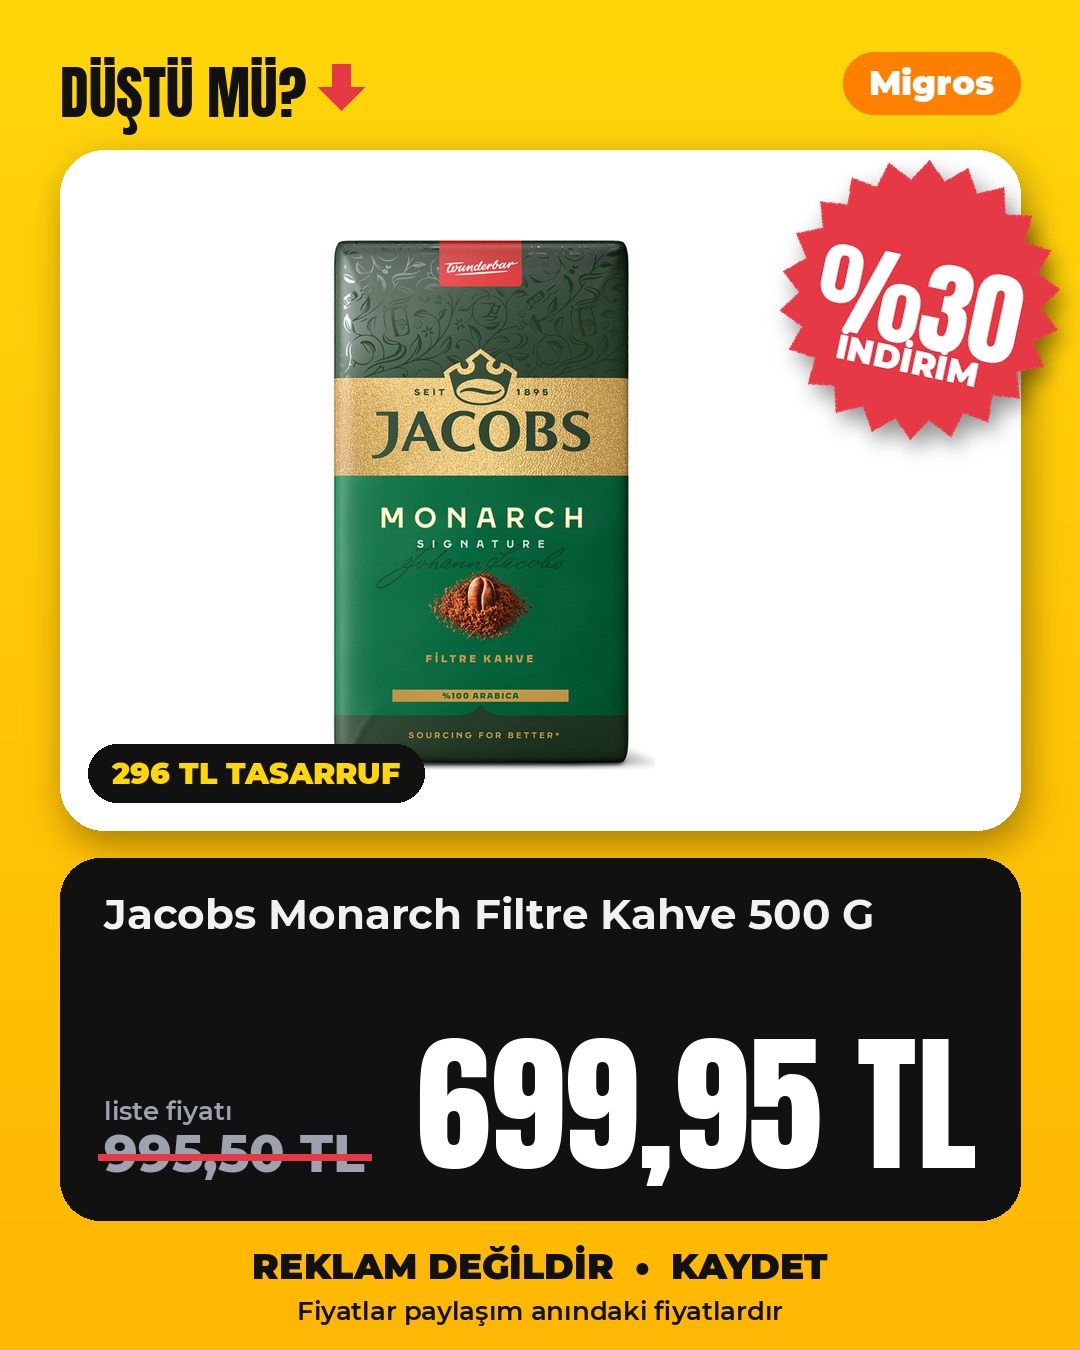 DÜŞTÜ MÜ?
Migros
%30
İNDİRİM
wunderbar
SEIT 1895
JACOBS
MONARCH
SIGNATURE
Johann Jacobs
FİLTRE KAHVE
%100 ARABICA
SOURCING FOR BETTER*
296 TL TASARRUF
Jacobs Monarch Filtre Kahve 500 G
liste fiyatı
995,50 TL
699,95 TL
REKLAM DEĞİLDİR • KAYDET
Fiyatlar paylaşım anındaki fiyatlardır